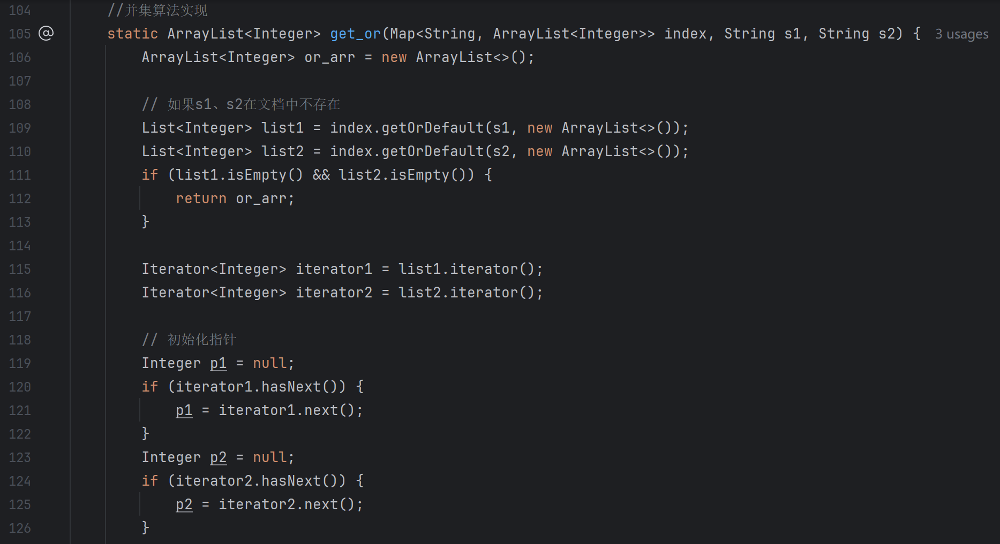 104 //并集算法实现
105 @ static ArrayList<Integer> get_or(Map<String, ArrayList<Integer>> index, String s1, String s2) { 3 usages
106 ArrayList<Integer> or_arr = new ArrayList<>();
107
108 // 如果s1、s2在文档中不存在
109 List<Integer> list1 = index.getOrDefault(s1, new ArrayList<>());
110 List<Integer> list2 = index.getOrDefault(s2, new ArrayList<>());
111 if (list1.isEmpty() && list2.isEmpty()) {
112 return or_arr;
113 }
114
115 Iterator<Integer> iterator1 = list1.iterator();
116 Iterator<Integer> iterator2 = list2.iterator();
117
118 // 初始化指针
119 Integer p1 = null;
120 if (iterator1.hasNext()) {
121 p1 = iterator1.next();
122 }
123 Integer p2 = null;
124 if (iterator2.hasNext()) {
125 p2 = iterator2.next();
126 }